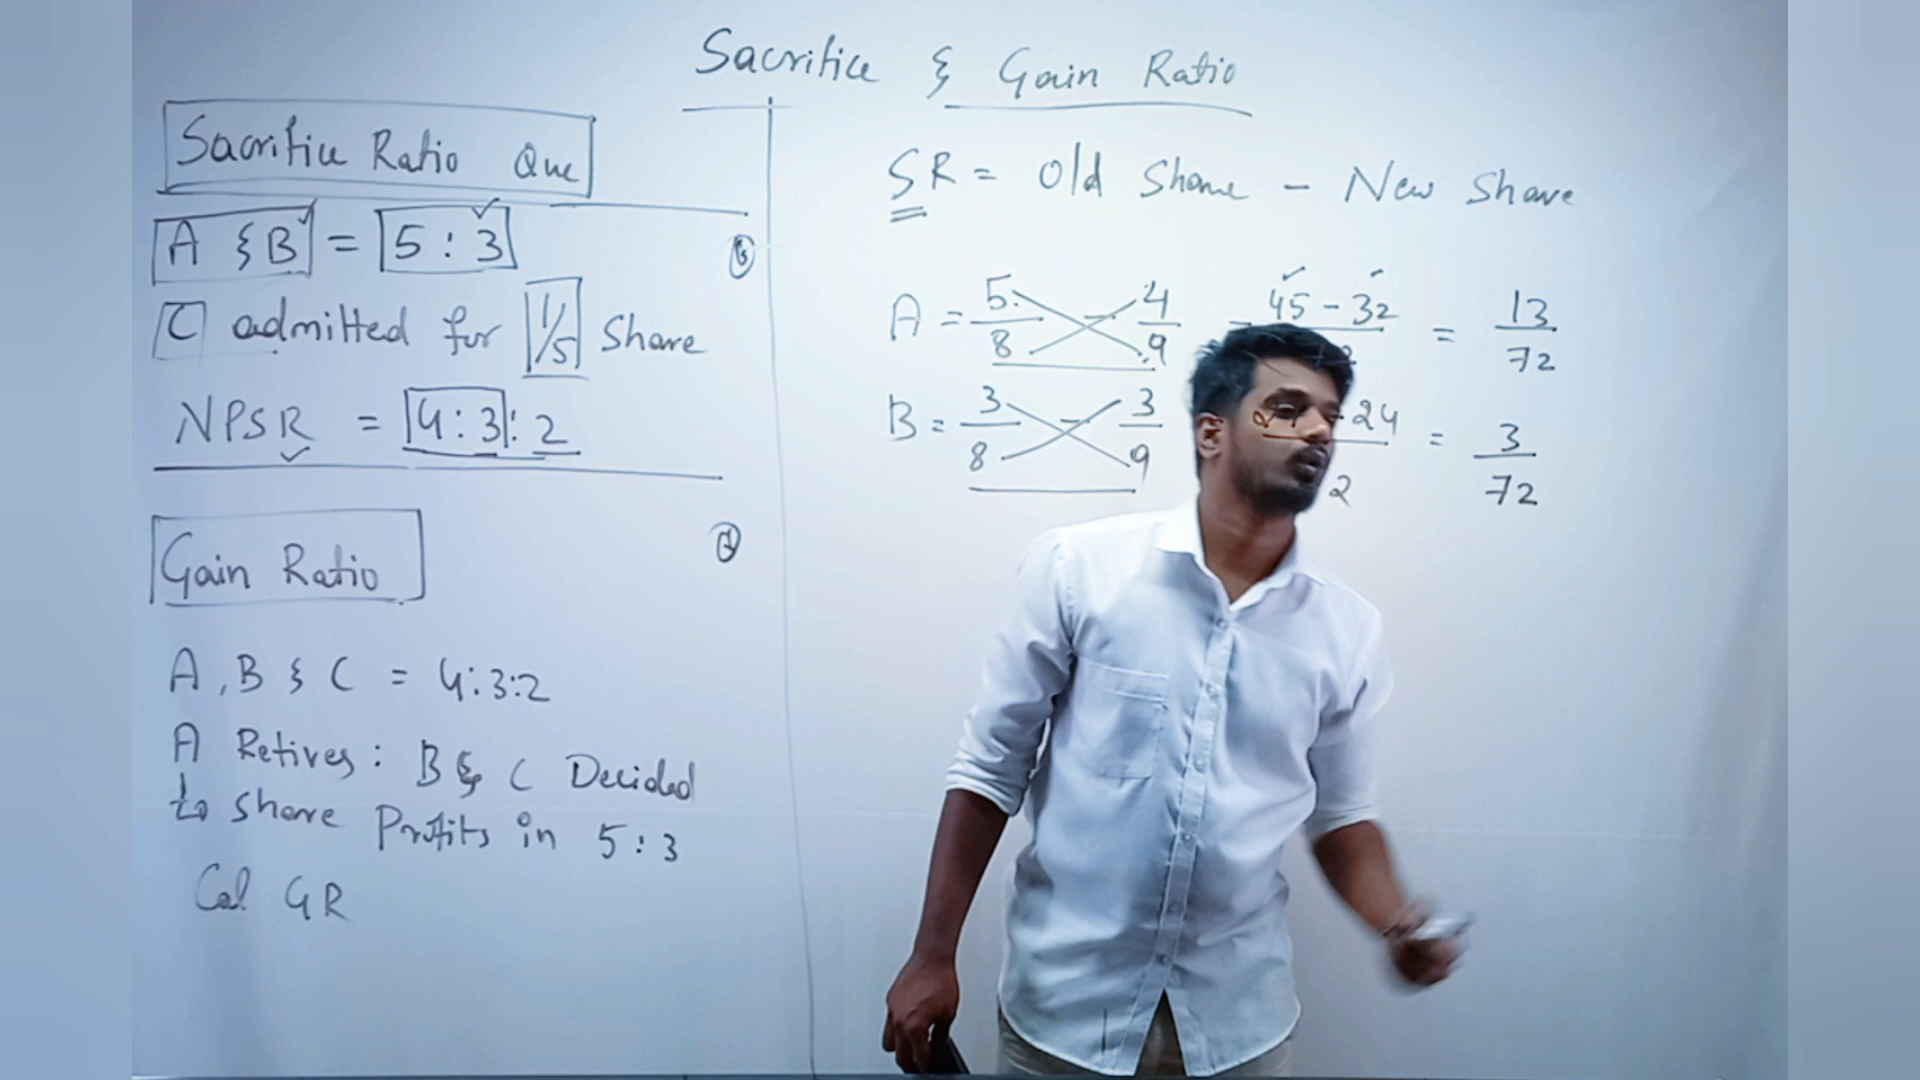 Sacrifice & Gain Ratio
Sacrifice Ratio Que
A & B = 5 : 3
C admitted for 1/5 Share
NPSR = 4 : 3 : 2
Gain Ratio
A, B & C = 4:3:2
A Retires : B & C Decided
to share Profits in 5 : 3
Cal GR
SR = Old Share - New Share
A = 5/8 - 4/9 = 45 - 32 = 13/72
B = 3/8 - 3/9 - 24 = 3/72